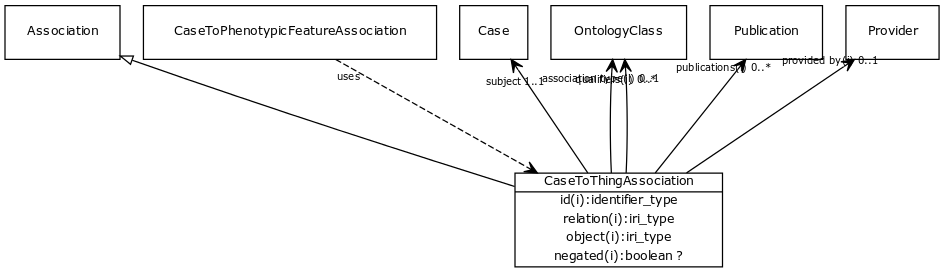 Association
CaseToPhenotypicFeatureAssociation
Case
OntologyClass
Publication
Provider
uses
subject 1..1
association type(i) 0..1
qualifiers(i) 0..*
publications(i) 0..*
provided by(i) 0..1
CaseToThingAssociation
id(i):identifier_type
relation(i):iri_type
object(i):iri_type
negated(i):boolean ?